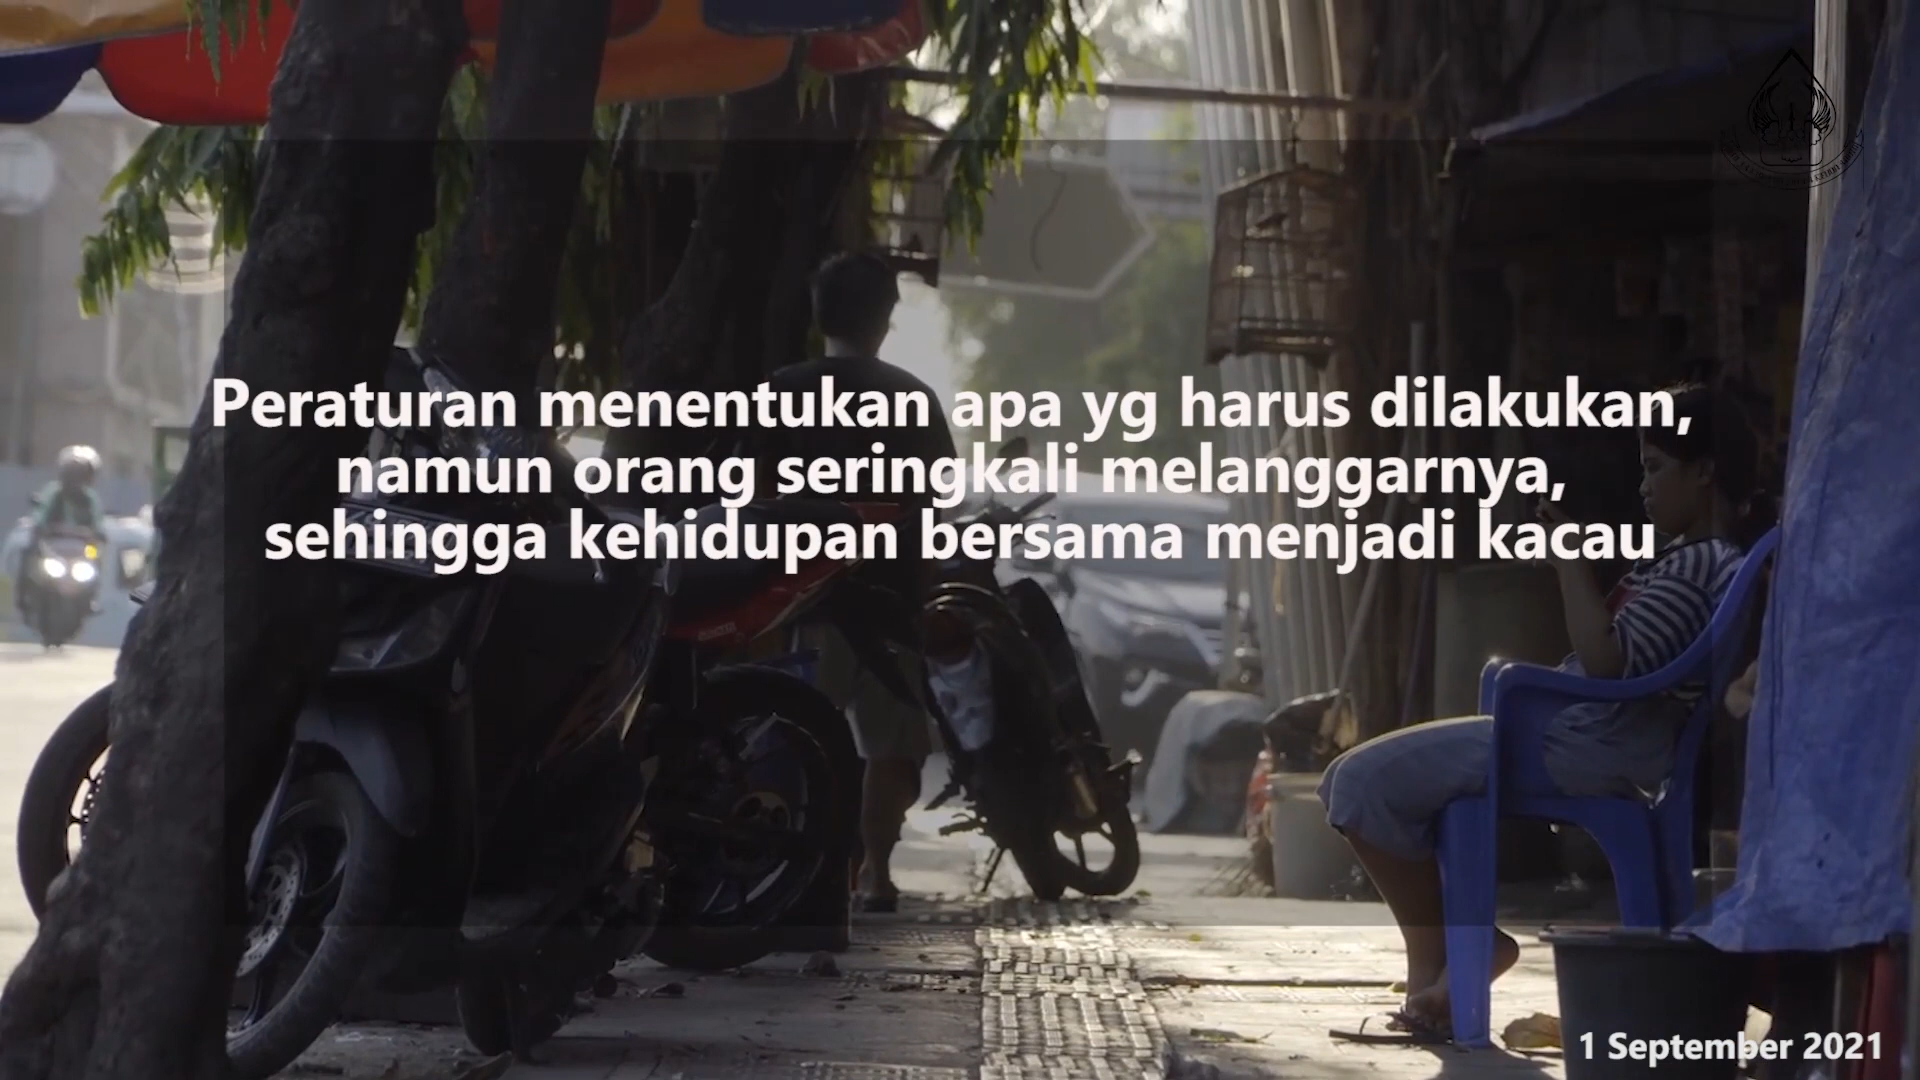 Peraturan menentukan apa yg harus dilakukan,
namun orang seringkali melanggarnya,
sehingga kehidupan bersama menjadi kacau
1 September 2021